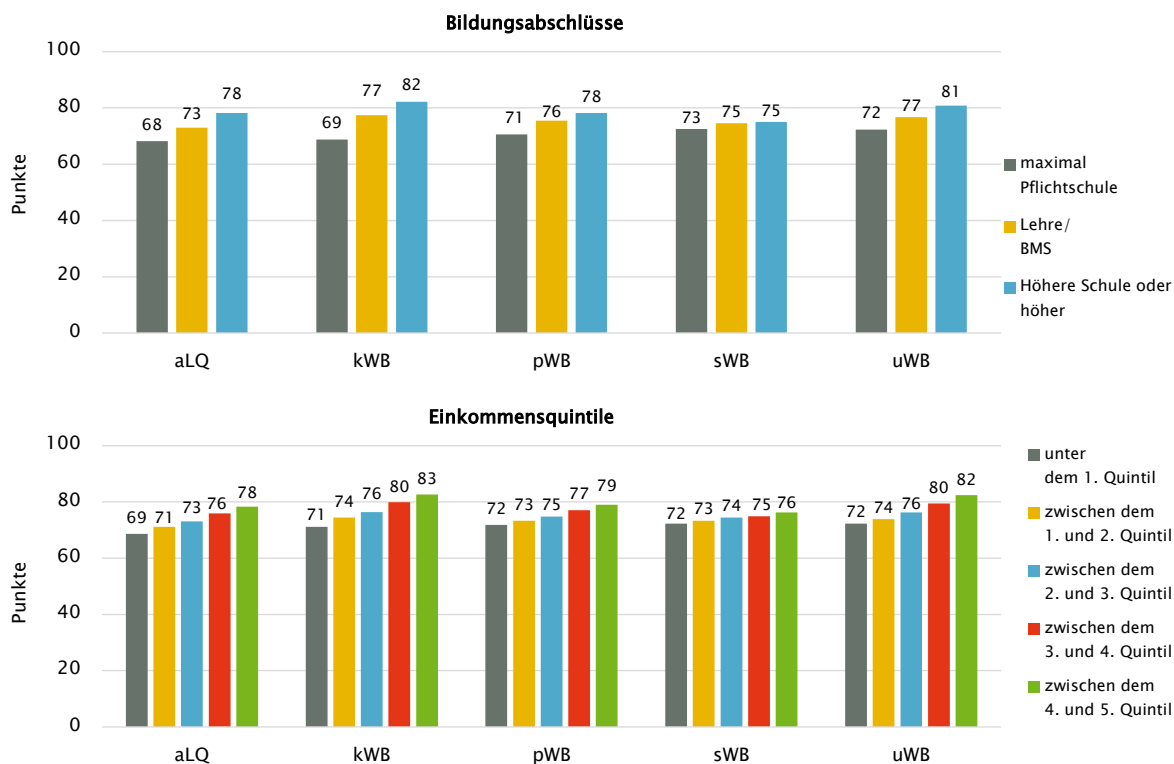 Bildungsabschlüsse
100
80
60
40
20
0
Punkte
68 73 78
69 77 82
71 76 78
73 75 75
72 77 81
aLQ kWB pWB sWB uWB
maximal
Pflichtschule
Lehre/
BMS
Höhere Schule oder
höher
Einkommensquintile
100
80
60
40
20
0
Punkte
69 71 73 76 78
71 74 76 80 83
72 73 75 77 79
72 73 74 75 76
72 74 76 80 82
aLQ kWB pWB sWB uWB
unter
dem 1. Quintil
zwischen dem
1. und 2. Quintil
zwischen dem
2. und 3. Quintil
zwischen dem
3. und 4. Quintil
zwischen dem
4. und 5. Quintil